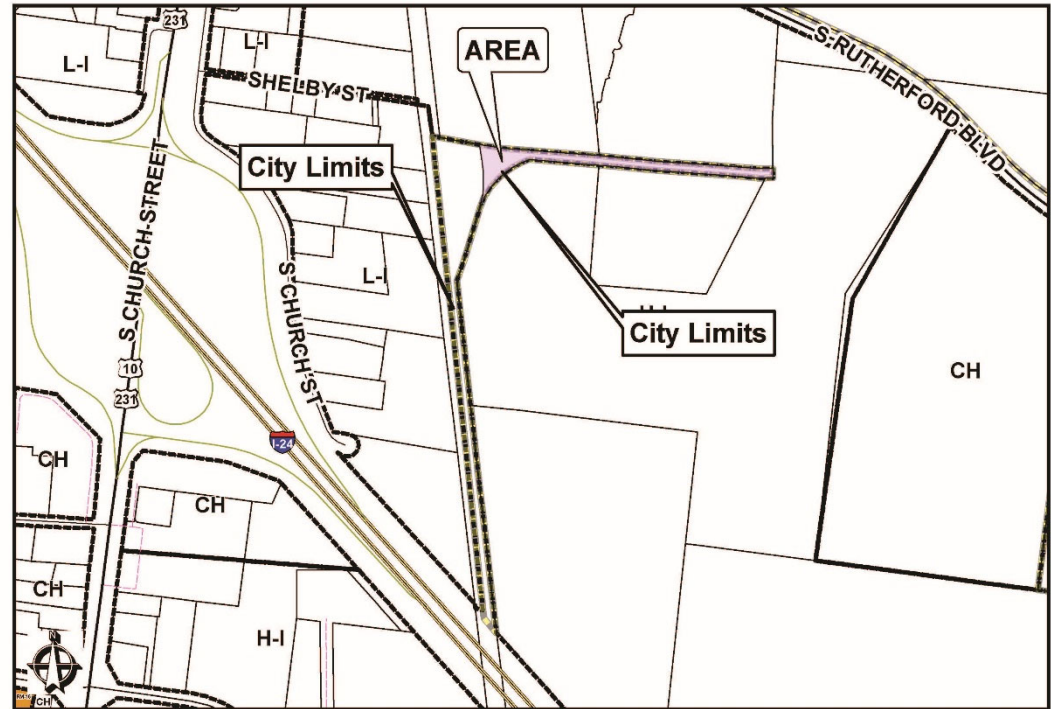 231
L-I
L-I
AREA
S RUTHERFORD BLVD
SHELBY ST
City Limits
S CHURCH STREET
S CHURCH ST
L-I
City Limits
CH
10
231
I-24
CH
CH
CH
H-I
N
CH